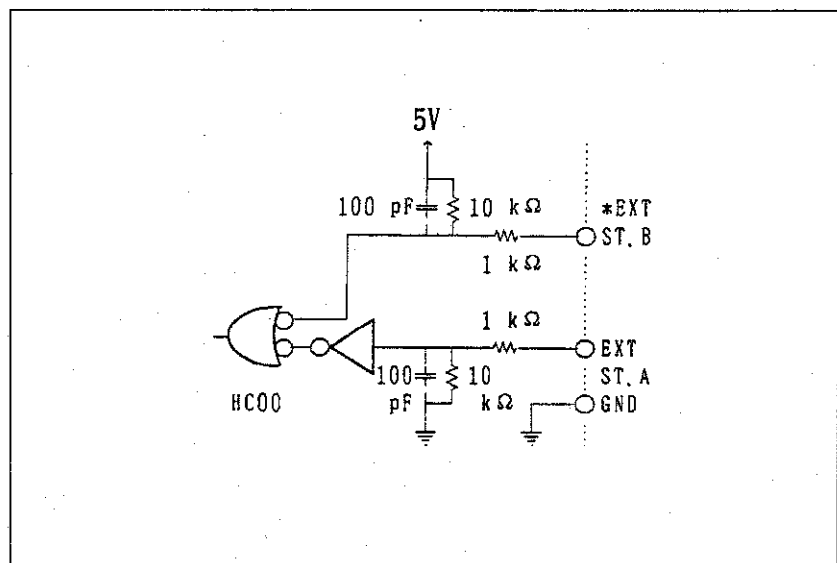 5V
100 pF 10 kΩ *EXT
ST.B
1 kΩ
1 kΩ
EXT
100 10 ST.A
HC00 pF kΩ GND